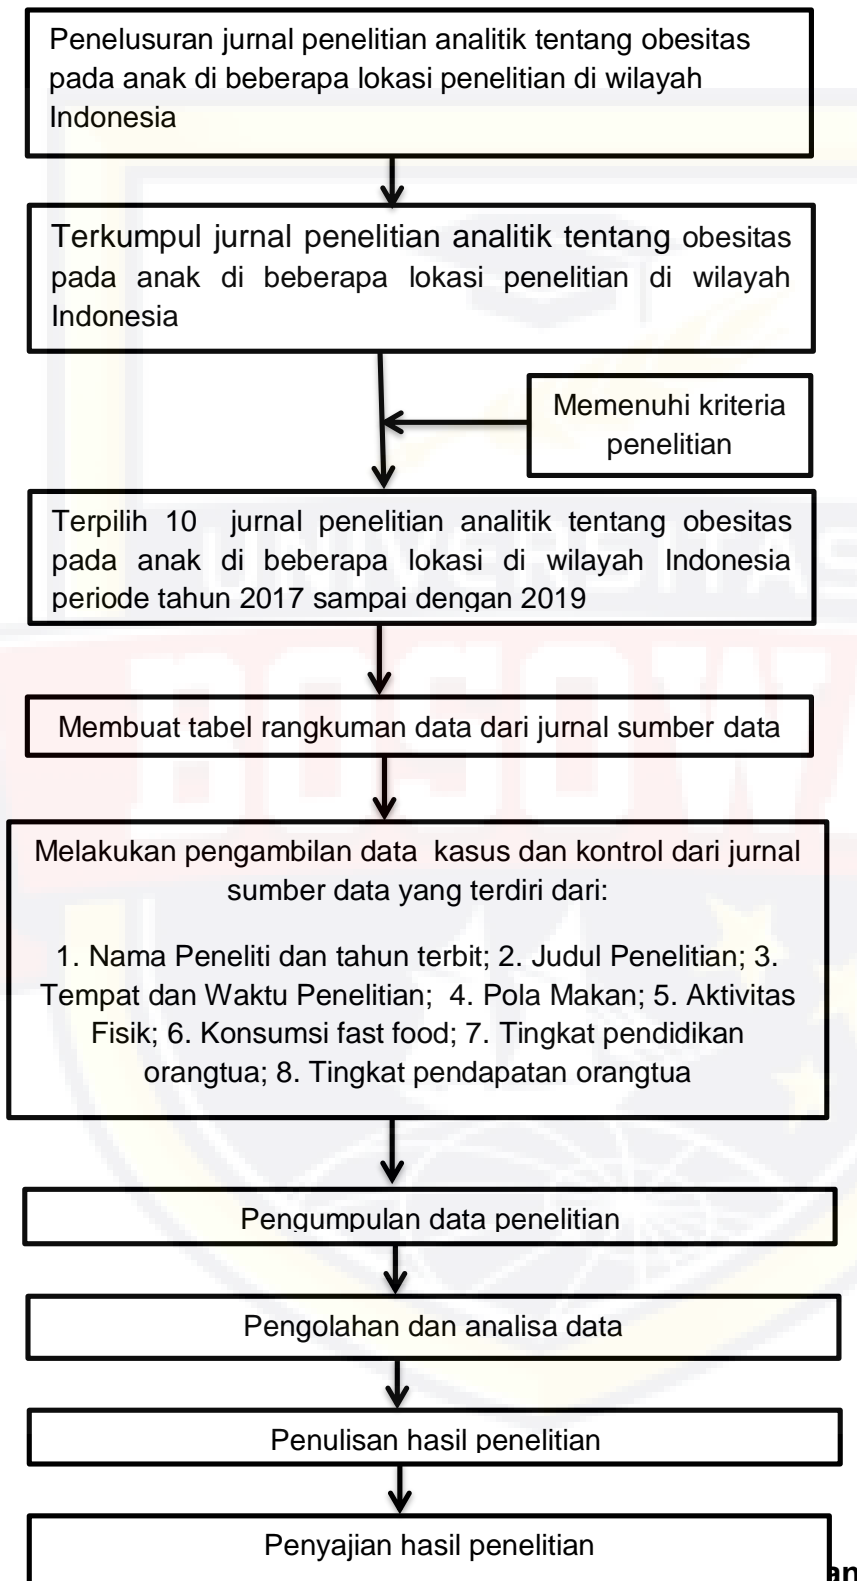 Penelusuran jurnal penelitian analitik tentang obesitas
pada anak di beberapa lokasi penelitian di wilayah
Indonesia
Terkumpul jurnal penelitian analitik tentang obesitas
pada anak di beberapa lokasi penelitian di wilayah
Indonesia
Memenuhi kriteria
penelitian
Terpilih 10 jurnal penelitian analitik tentang obesitas
pada anak di beberapa lokasi di wilayah Indonesia
periode tahun 2017 sampai dengan 2019
UNIVERSITAS
BOSOW
Membuat tabel rangkuman data dari jurnal sumber data
Melakukan pengambilan data kasus dan kontrol dari jurnal
sumber data yang terdiri dari:
1. Nama Peneliti dan tahun terbit; 2. Judul Penelitian; 3.
Tempat dan Waktu Penelitian; 4. Pola Makan; 5. Aktivitas
Fisik; 6. Konsumsi fast food; 7. Tingkat pendidikan
orangtua; 8. Tingkat pendapatan orangtua
Pengumpulan data penelitian
Pengolahan dan analisa data
Penulisan hasil penelitian
Penyajian hasil penelitian